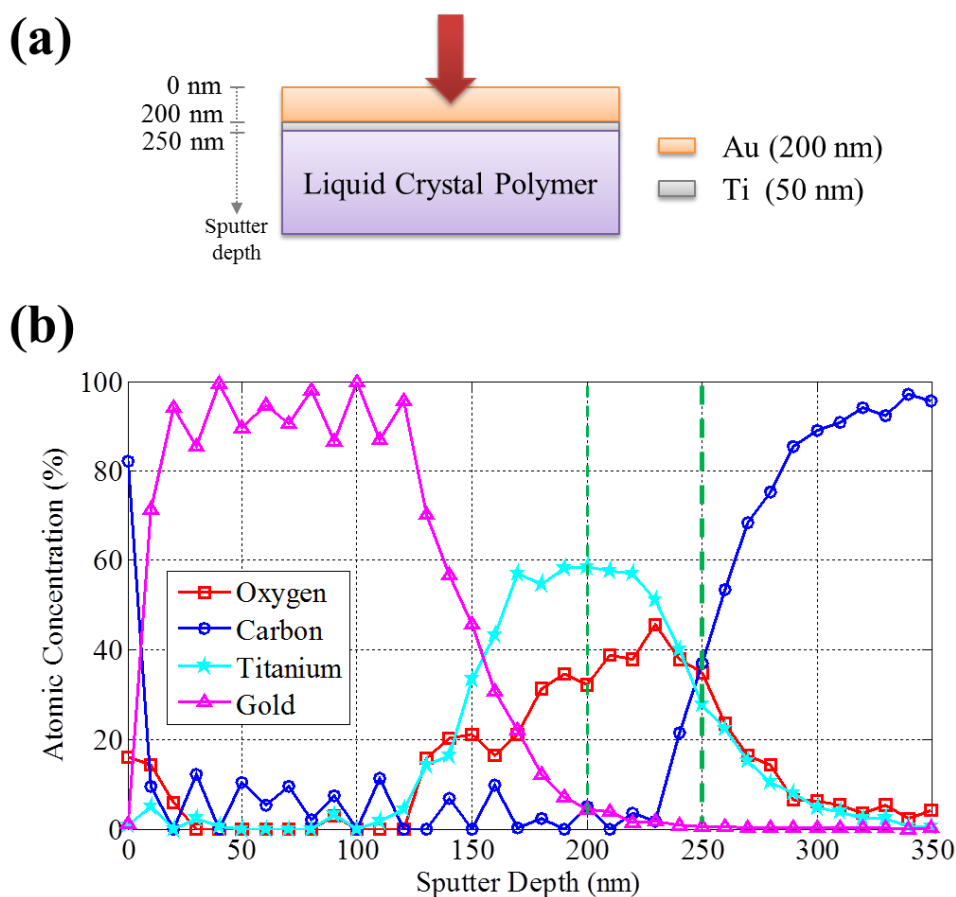 (a)
0 nm
200 nm
250 nm
Sputter
depth
Liquid Crystal Polymer
Au (200 nm)
Ti (50 nm)
(b)
Atomic Concentration (%)
100
80
60
40
20
0
Oxygen
Carbon
Titanium
Gold
0 50 100 150 200 250 300 350
Sputter Depth (nm)